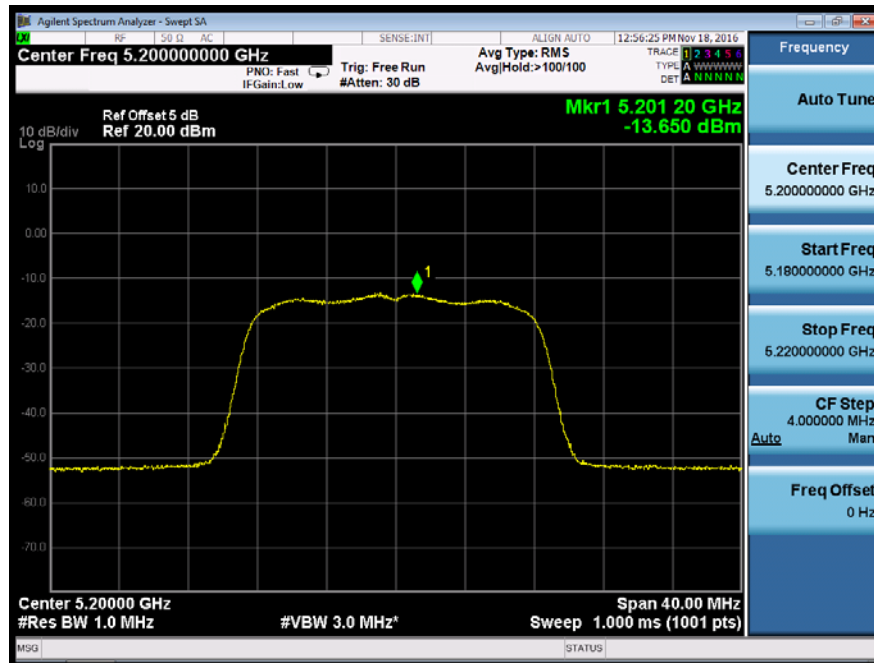 Agilent Spectrum Analyzer - Swept SA
LXI RF 50 Ω AC SENSE:INT ALIGN AUTO 12:56:25 PM Nov 18, 2016
Center Freq 5.200000000 GHz
PNO: Fast
IFGain:Low
Trig: Free Run
#Atten: 30 dB
Avg Type: RMS
Avg|Hold:>100/100
TRACE 1 2 3 4 5 6
TYPE A WWWWW
DET A N N N N N
Mkr1 5.201 20 GHz
-13.650 dBm
Ref Offset 5 dB
10 dB/div Ref 20.00 dBm
Log
10.0
0.00
-10.0
-20.0
-30.0
-40.0
-50.0
-60.0
-70.0
1
Center 5.20000 GHz Span 40.00 MHz
#Res BW 1.0 MHz #VBW 3.0 MHz* Sweep 1.000 ms (1001 pts)
MSG STATUS
Frequency
Auto Tune
Center Freq
5.200000000 GHz
Start Freq
5.180000000 GHz
Stop Freq
5.220000000 GHz
CF Step
4.000000 MHz
Auto Man
Freq Offset
0 Hz